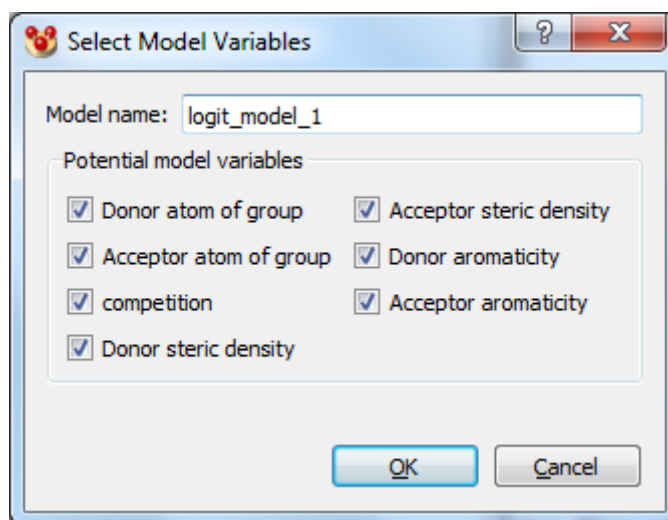 Select Model Variables
?
Model name: logit_model_1
Potential model variables
Donor atom of group Acceptor steric density
Acceptor atom of group Donor aromaticity
competition Acceptor aromaticity
Donor steric density
OK Cancel